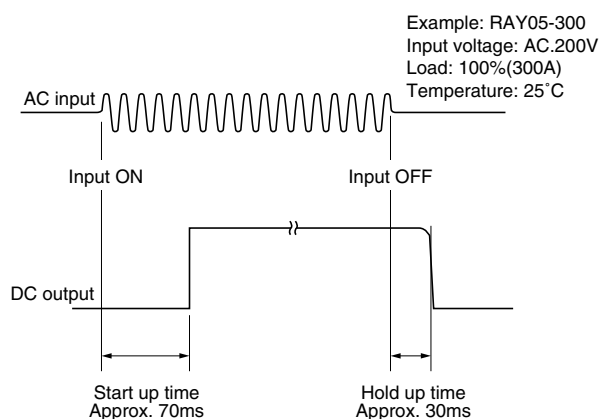 Example: RAY05-300
Input voltage: AC.200V
Load: 100%(300A)
Temperature: 25˚C
AC input
Input ON
Input OFF
DC output
Start up time
Approx. 70ms
Hold up time
Approx. 30ms